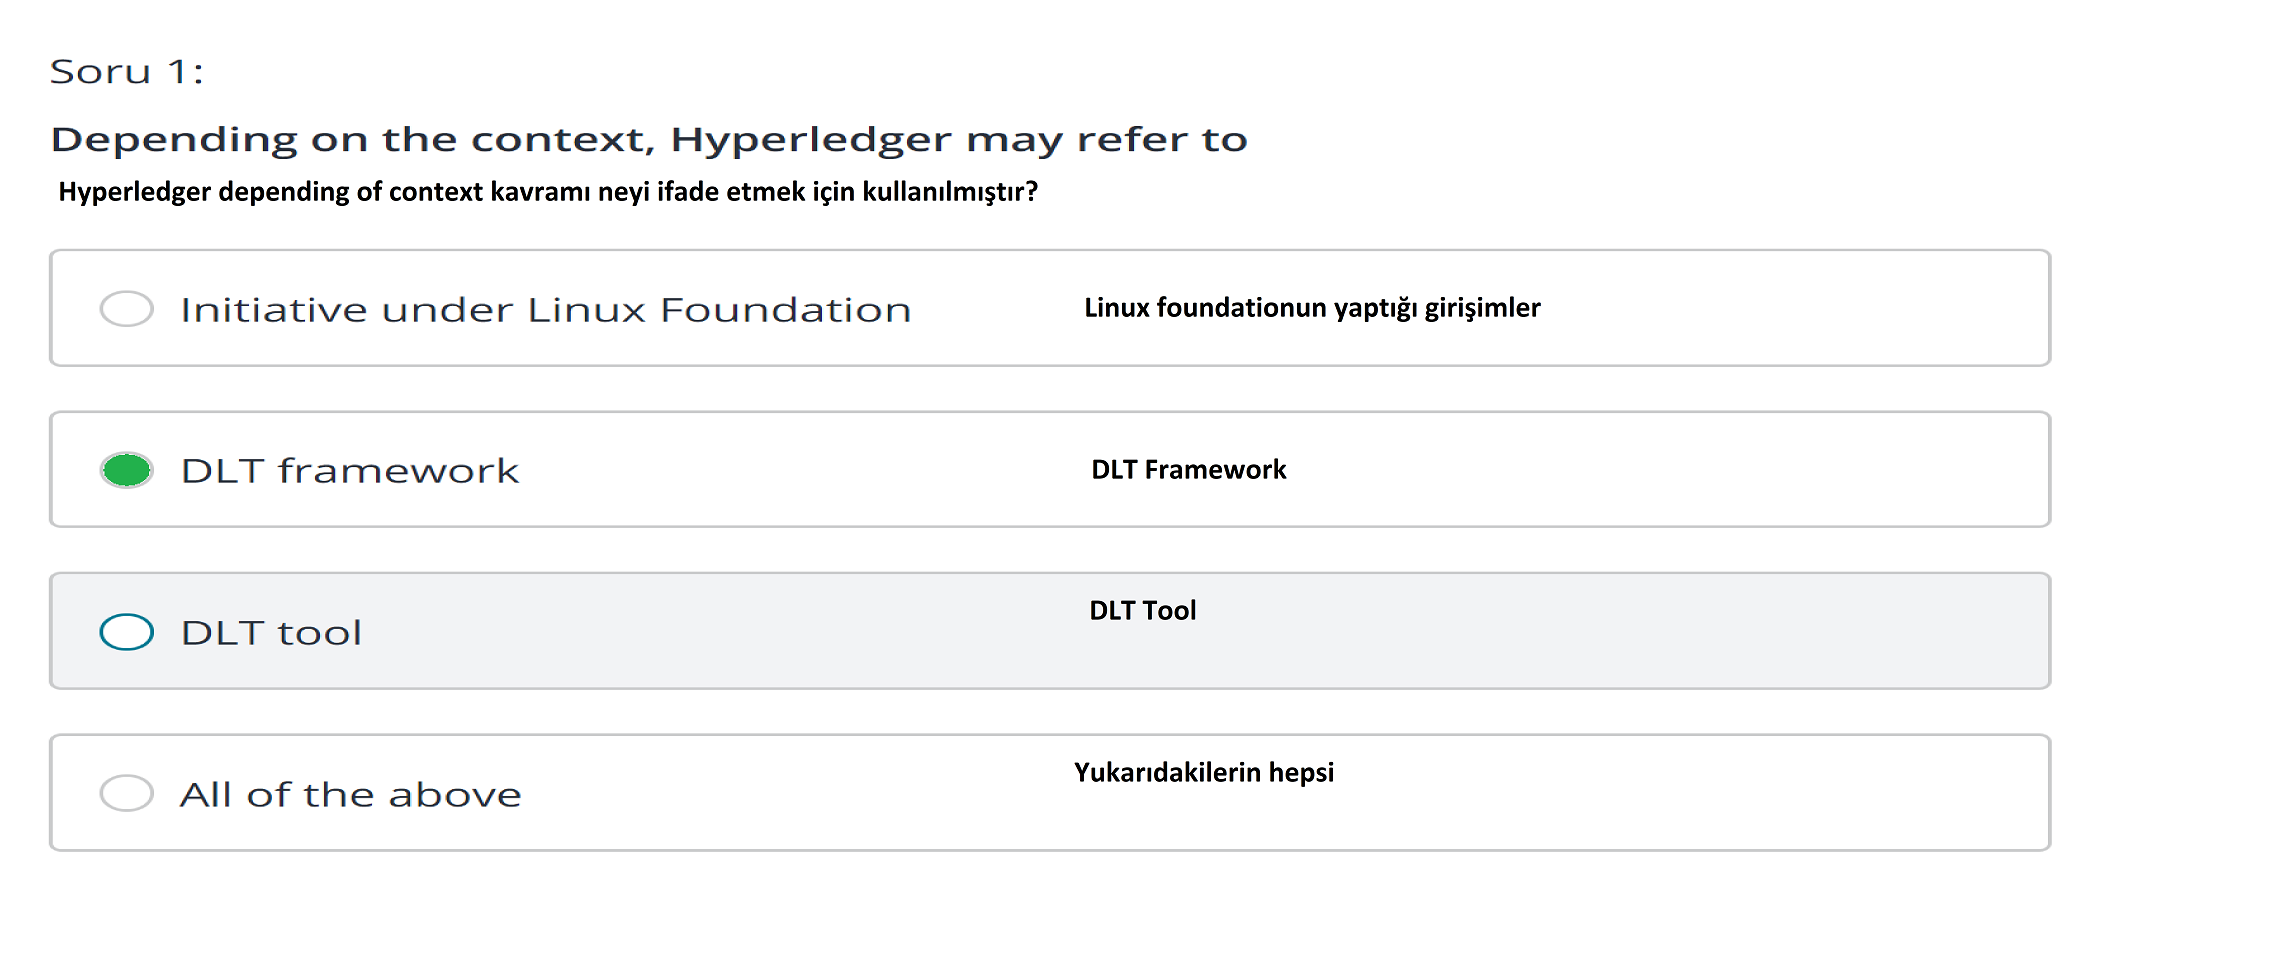 Soru 1:
Depending on the context, Hyperledger may refer to
Hyperledger depending of context kavramı neyi ifade etmek için kullanılmıştır?
Initiative under Linux Foundation
Linux foundationun yaptığı girişimler
DLT framework
DLT Framework
DLT tool
DLT Tool
All of the above
Yukarıdakilerin hepsi